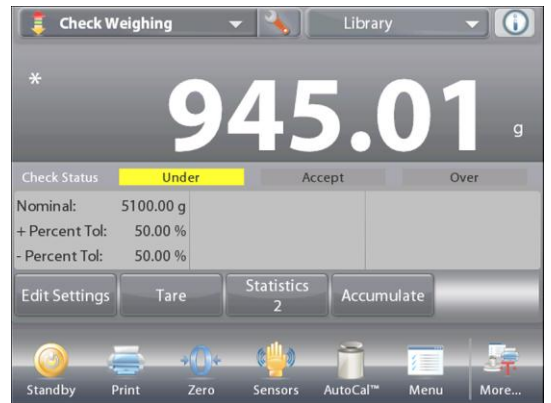 Check Weighing Library
*
945.01 g
Check Status Under Accept Over
Nominal: 5100.00 g
+ Percent Tol: 50.00 %
- Percent Tol: 50.00 %
Edit Settings Tare Statistics Accumulate
2
Standby Print Zero Sensors AutoCal™ Menu More...